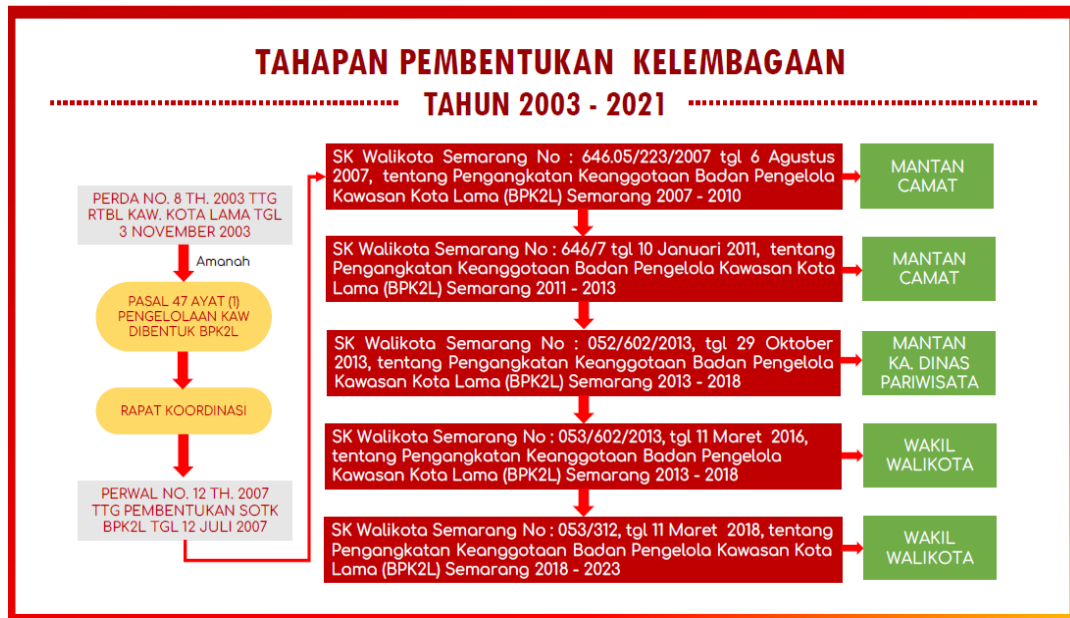 TAHAPAN PEMBENTUKAN KELEMBAGAAN
TAHUN 2003 - 2021
PERDA NO. 8 TH. 2003 TTG
RTBL KAW. KOTA LAMA TGL
3 NOVEMBER 2003
Amanah
PASAL 47 AYAT (1)
PENGELOLAAN KAW
DIBENTUK BPK2L
RAPAT KOORDINASI
PERWAL NO. 12 TH. 2007
TTG PEMBENTUKAN SOTK
BPK2L TGL 12 JULI 2007
SK Walikota Semarang No : 646.05/223/2007 tgl 6 Agustus
2007, tentang Pengangkatan Keanggotaan Badan Pengelola
Kawasan Kota Lama (BPK2L) Semarang 2007 - 2010
MANTAN
CAMAT
SK Walikota Semarang No : 646/7 tgl 10 Januari 2011, tentang
Pengangkatan Keanggotaan Badan Pengelola Kawasan Kota
Lama (BPK2L) Semarang 2011 - 2013
MANTAN
CAMAT
SK Walikota Semarang No : 052/602/2013, tgl 29 Oktober
2013, tentang Pengangkatan Keanggotaan Badan Pengelola
Kawasan Kota Lama (BPK2L) Semarang 2013 - 2018
MANTAN
KA. DINAS
PARIWISATA
SK Walikota Semarang No : 053/602/2013, tgl 11 Maret 2016,
tentang Pengangkatan Keanggotaan Badan Pengelola
Kawasan Kota Lama (BPK2L) Semarang 2013 - 2018
WAKIL
WALIKOTA
SK Walikota Semarang No : 053/312, tgl 11 Maret 2018, tentang
Pengangkatan Keanggotaan Badan Pengelola Kawasan Kota
Lama (BPK2L) Semarang 2018 - 2023
WAKIL
WALIKOTA